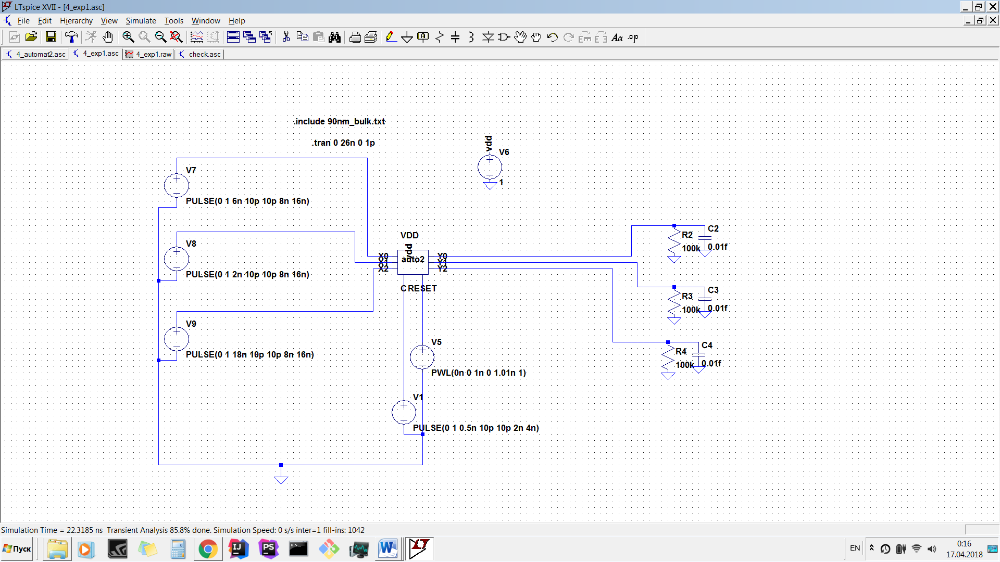 LTspice XVII - [4_exp1.asc]
File Edit Hierarchy View Simulate Tools Window Help
4_automat2.asc 4_exp1.asc 4_exp1.raw check.asc
.include 90nm_bulk.txt
.tran 0 26n 0 1p
vdd
V6
1
V7
PULSE(0 1 6n 10p 10p 8n 16n)
V8
PULSE(0 1 2n 10p 10p 8n 16n)
V9
PULSE(0 1 18n 10p 10p 8n 16n)
VDD
vdd
X0 Y0
auto2
X1 Y1
X2 Y2
C RESET
V5
PWL(0n 0 1n 0 1.01n 1)
V1
PULSE(0 1 0.5n 10p 10p 2n 4n)
R2 C2
100k 0.01f
R3 C3
100k 0.01f
R4 C4
100k 0.01f
Simulation Time = 22.3185 ns Transient Analysis 85.8% done. Simulation Speed: 0 s/s inter=1 fill-ins: 1042
Пуск
EN
0:16
17.04.2018